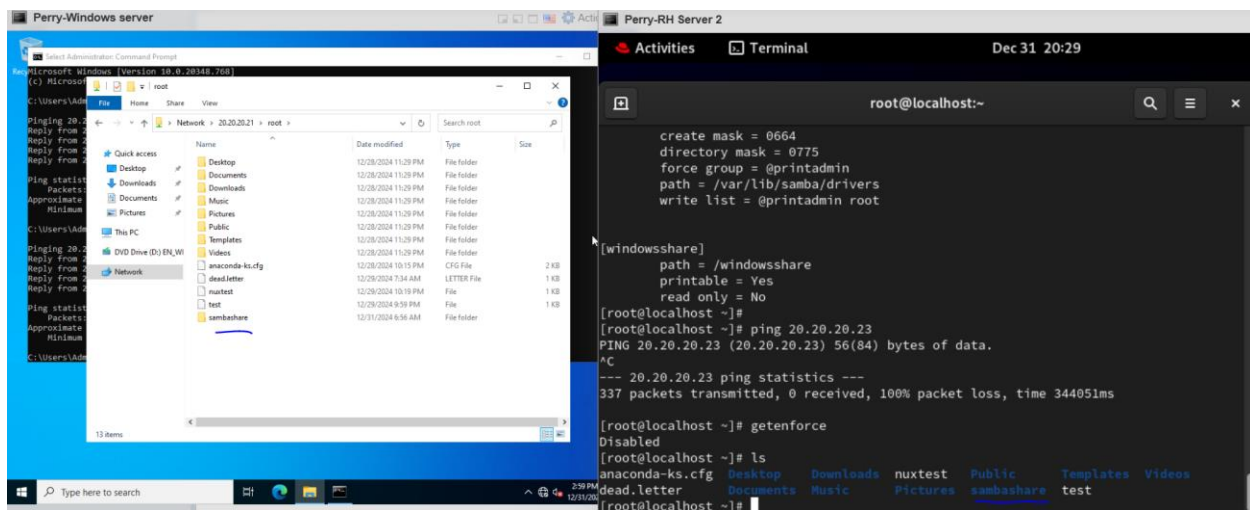 Perry-Windows server
Select Administrator: Command Prompt
Microsoft Windows [Version 10.0.20348.768]
(c) Microsof
C:\Users\Adm
Pinging 20.2
Reply from 2
Reply from 2
Reply from 2
Reply from 2
Ping statist
Packets:
Approximate
Minimum
C:\Users\Adm
Pinging 20.2
Reply from 2
Reply from 2
Reply from 2
Reply from 2
Ping statist
Packets:
Approximate
Minimum
C:\Users\Adm
root
File Home Share View
Network > 20.20.20.21 > root >
Search root
Quick access
Desktop
Downloads
Documents
Pictures
This PC
DVD Drive (D:) EN_WI
Network
Name Date modified Type Size
Desktop 12/28/2024 11:29 PM File folder
Documents 12/28/2024 11:29 PM File folder
Downloads 12/28/2024 11:29 PM File folder
Music 12/28/2024 11:29 PM File folder
Pictures 12/28/2024 11:29 PM File folder
Public 12/28/2024 11:29 PM File folder
Templates 12/28/2024 11:29 PM File folder
Videos 12/28/2024 11:29 PM File folder
anaconda-ks.cfg 12/28/2024 10:15 PM CFG File 2 KB
dead.letter 12/29/2024 7:34 AM LETTER File 1 KB
nuxtest 12/29/2024 10:19 PM File 1 KB
test 12/29/2024 9:59 PM File 1 KB
sambashare 12/31/2024 6:56 AM File folder
13 items
Type here to search
2:59 PM
12/31/202
Perry-RH Server 2
Activities Terminal Dec 31 20:29
root@localhost:~
create mask = 0664
directory mask = 0775
force group = @printadmin
path = /var/lib/samba/drivers
write list = @printadmin root
[windowsshare]
path = /windowsshare
printable = Yes
read only = No
[root@localhost ~]#
[root@localhost ~]# ping 20.20.20.23
PING 20.20.20.23 (20.20.20.23) 56(84) bytes of data.
^C
--- 20.20.20.23 ping statistics ---
337 packets transmitted, 0 received, 100% packet loss, time 344051ms
[root@localhost ~]# getenforce
Disabled
[root@localhost ~]# ls
anaconda-ks.cfg Desktop Downloads nuxtest Public Templates Videos
dead.letter Documents Music Pictures sambashare test
[root@localhost ~]#